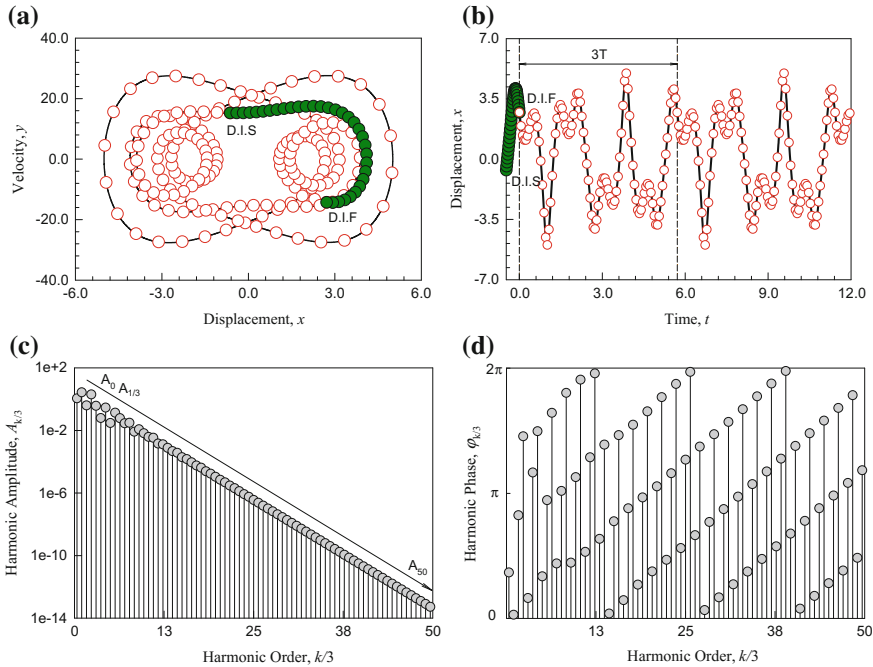 (a)
40.0
20.0
0.0
-20.0
-40.0
-6.0
-3.0
0.0
3.0
6.0
Velocity, y
Displacement, x
D.I.S
D.I.F
(b)
7.0
3.5
0.0
-3.5
-7.0
0.0
3.0
6.0
9.0
12.0
Displacement, x
Time, t
3T
D.I.F
D.I.S
(c)
1e+2
1e-2
1e-6
1e-10
1e-14
0
13
25
38
50
Harmonic Amplitude, A_{k/3}
Harmonic Order, k/3
A_0 A_{1/3}
A_{50}
(d)
2π
π
0
13
25
38
50
Harmonic Phase, φ_{k/3}
Harmonic Order, k/3